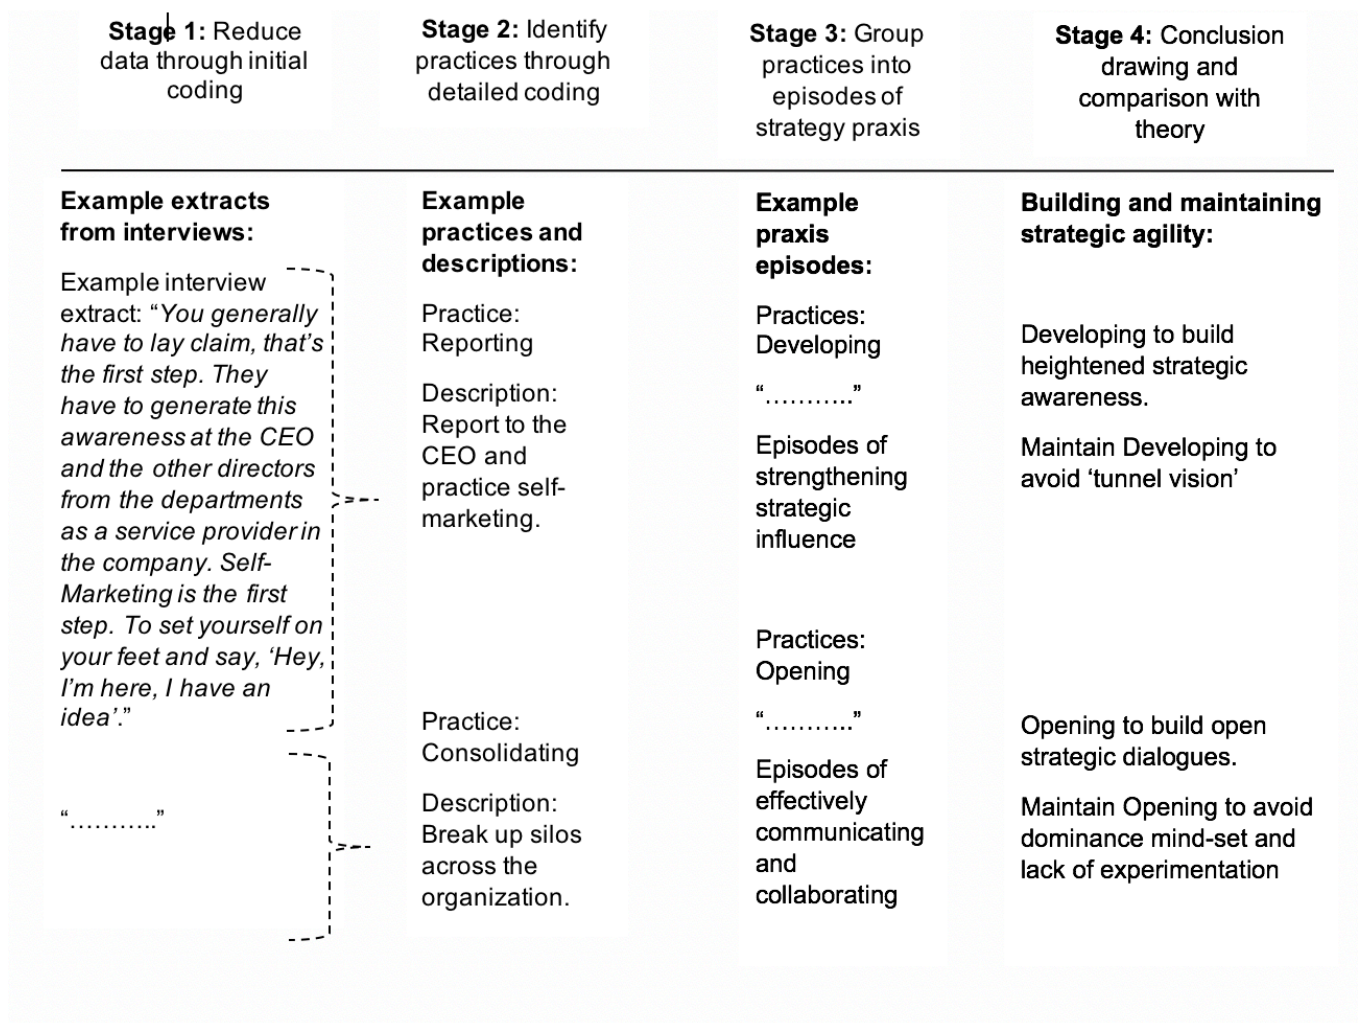 Stage 1: Reduce
data through initial
coding
Stage 2: Identify
practices through
detailed coding
Stage 3: Group
practices into
episodes of
strategy praxis
Stage 4: Conclusion
drawing and
comparison with
theory
Example extracts
from interviews:
Example interview
extract: “You generally
have to lay claim, that’s
the first step. They
have to generate this
awareness at the CEO
and the other directors
from the departments
as a service provider in
the company. Self-
Marketing is the first
step. To set yourself on
your feet and say, ‘Hey,
I’m here, I have an
idea’.”
“………..”
Example
practices and
descriptions:
Practice:
Reporting
Description:
Report to the
CEO and
practice self-
marketing.
Practice:
Consolidating
Description:
Break up silos
across the
organization.
Example
praxis
episodes:
Practices:
Developing
“………..”
Episodes of
strengthening
strategic
influence
Practices:
Opening
“………..”
Episodes of
effectively
communicating
and
collaborating
Building and maintaining
strategic agility:
Developing to build
heightened strategic
awareness.
Maintain Developing to
avoid ‘tunnel vision’
Opening to build open
strategic dialogues.
Maintain Opening to avoid
dominance mind-set and
lack of experimentation